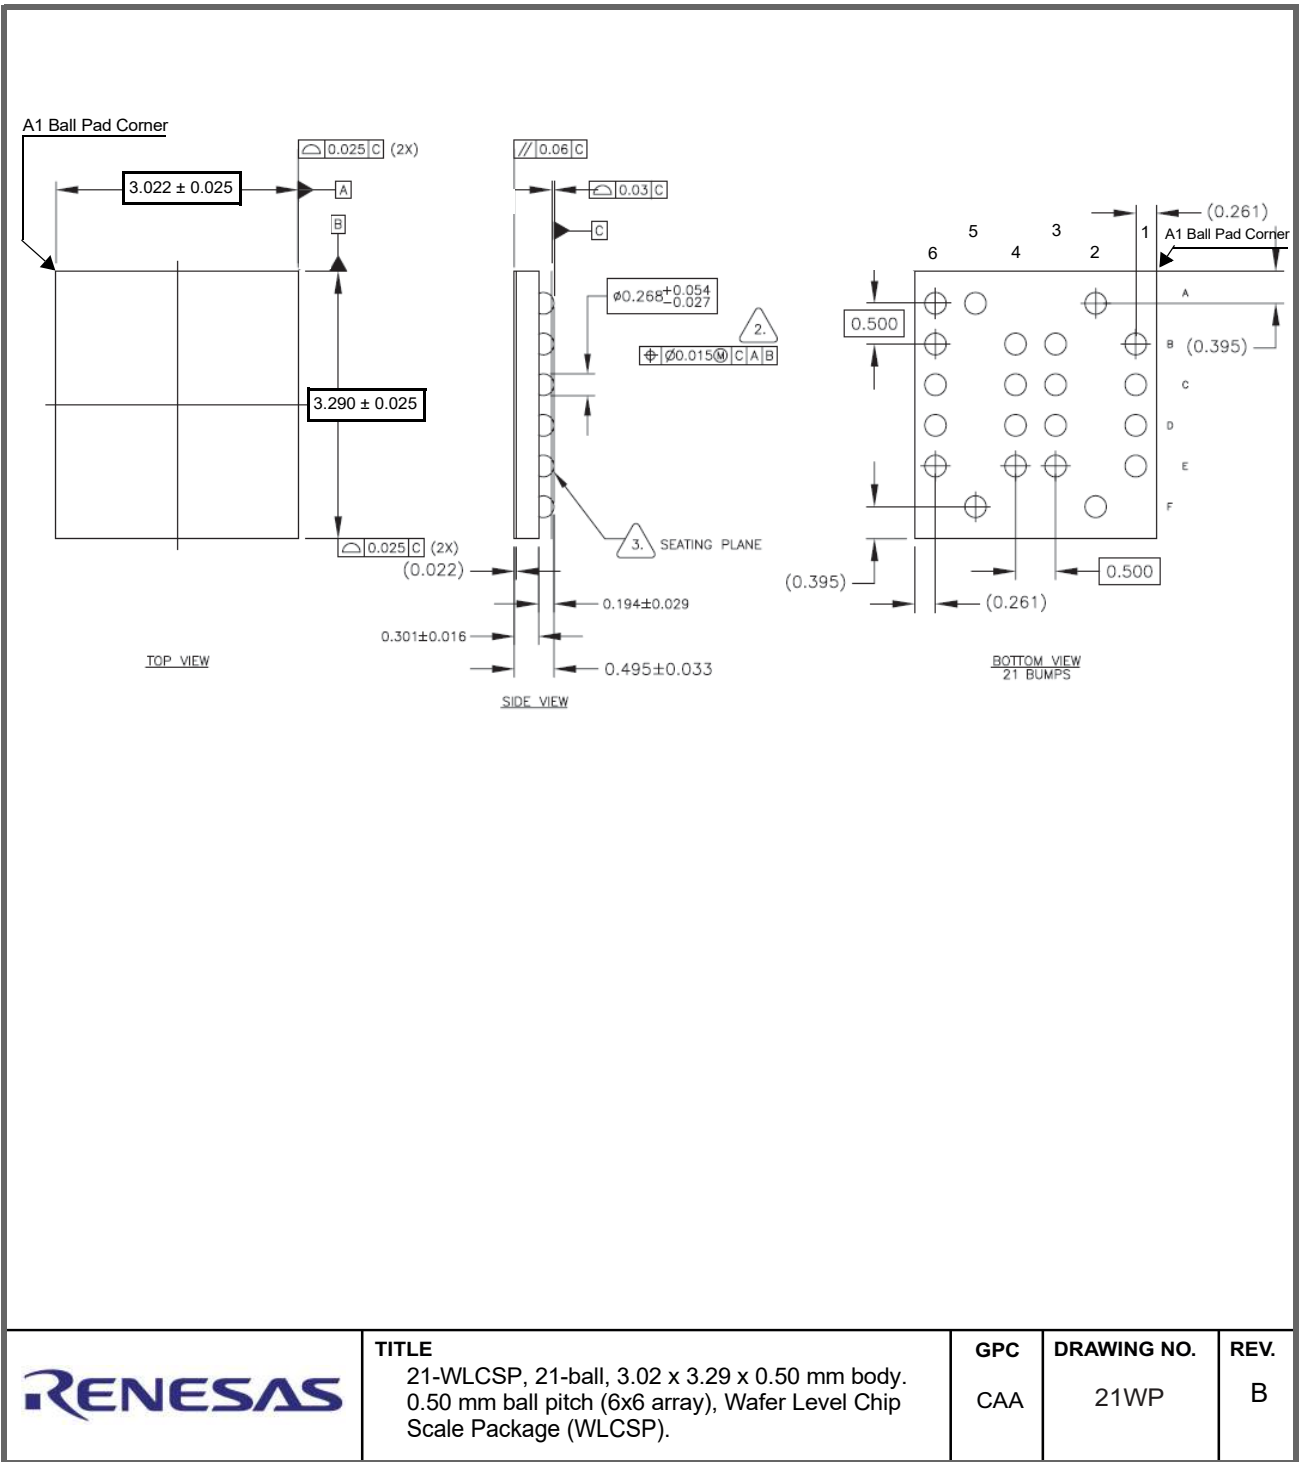 A1 Ball Pad Corner
0.025 C (2X)
3.022 ± 0.025
A
B
3.290 ± 0.025
0.025 C (2X)
TOP VIEW
// 0.06 C
0.03 C
C
ø0.268 +0.054 -0.027
2.
⌖ Ø0.015Ⓜ C A B
3. SEATING PLANE
(0.022)
0.194±0.029
0.301±0.016
0.495±0.033
SIDE VIEW
(0.261)
A1 Ball Pad Corner
6 5 4 3 2 1
A
B
C
D
E
F
0.500
(0.395)
(0.395)
0.500
(0.261)
BOTTOM VIEW
21 BUMPS
RENESAS
TITLE
21-WLCSP, 21-ball, 3.02 x 3.29 x 0.50 mm body.
0.50 mm ball pitch (6x6 array), Wafer Level Chip
Scale Package (WLCSP).
GPC
CAA
DRAWING NO.
21WP
REV.
B